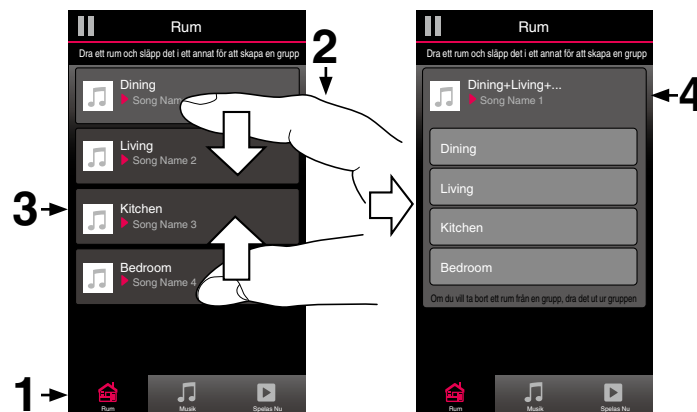 Rum
Dra ett rum och släpp det i ett annat för att skapa en grupp
Dining
Song Nam
Living
Song Name 2
Kitchen
Song Name 3
Bedroom
Song Name 4
Rum
Musik
Spelas Nu
1
2
3
Rum
Dra ett rum och släpp det i ett annat för att skapa en grupp
Dining+Living+...
Song Name 1
Dining
Living
Kitchen
Bedroom
Om du vill ta bort ett rum från en grupp, dra det ut ur gruppen
Rum
Musik
Spelas Nu
4